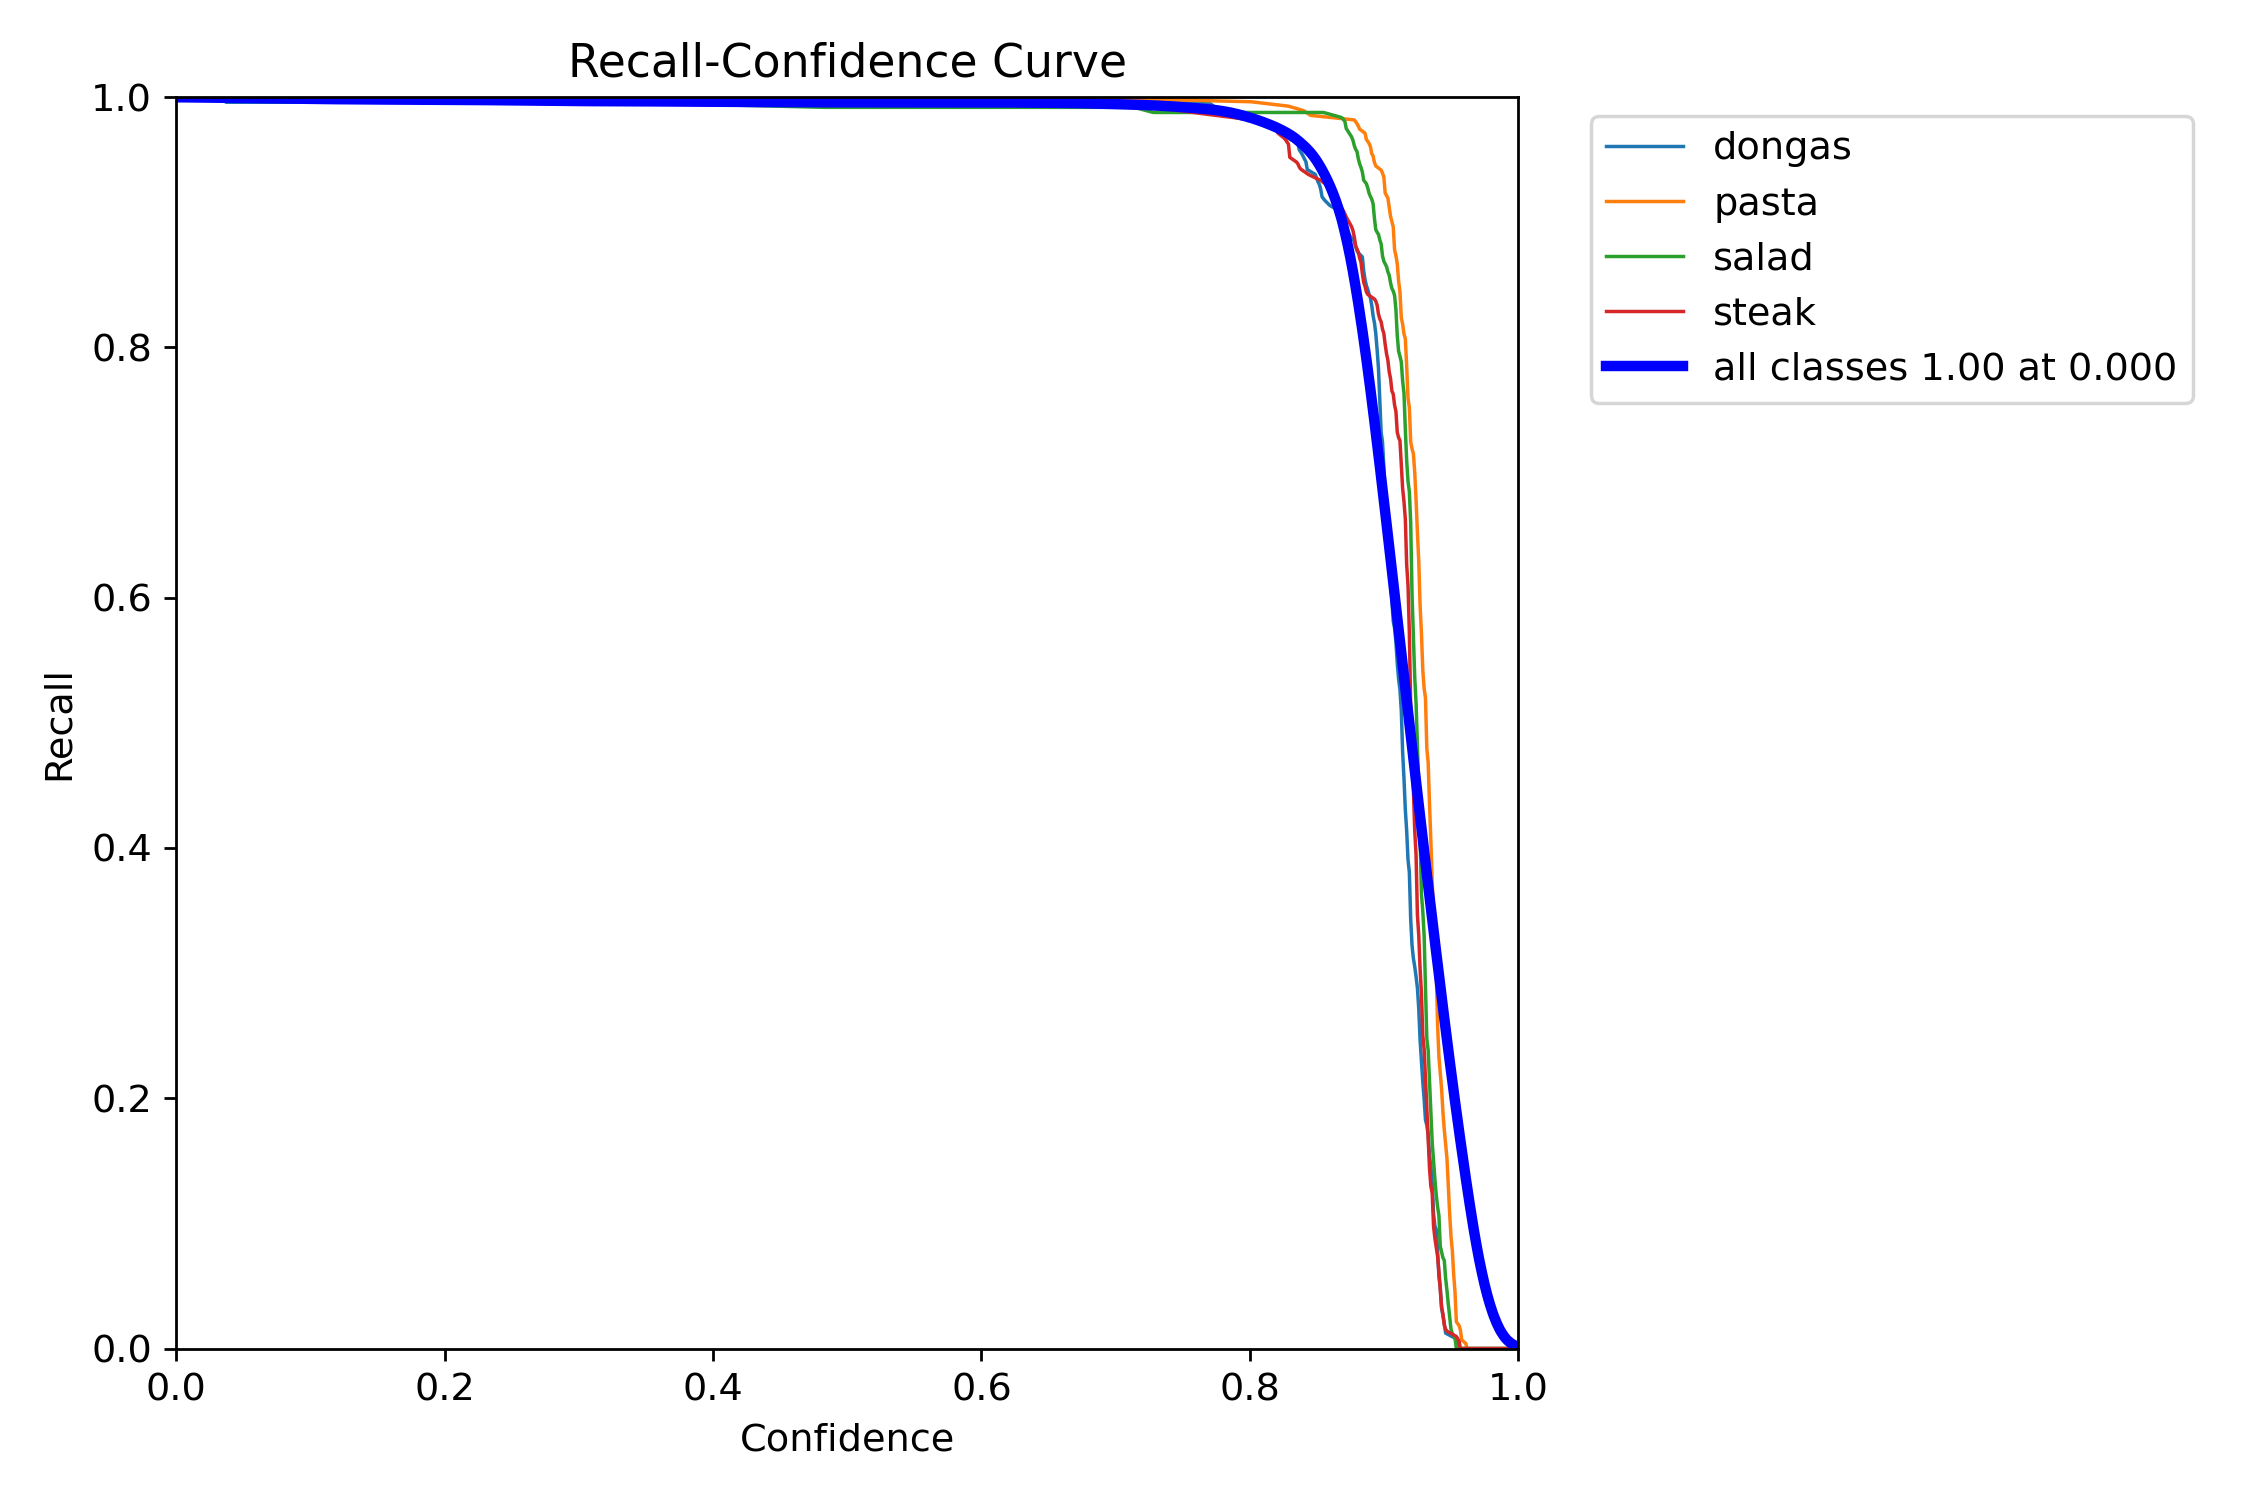 Recall-Confidence Curve
1.0
0.8
0.6
0.4
0.2
0.0
Recall
0.0 0.2 0.4 0.6 0.8 1.0
Confidence
dongas
pasta
salad
steak
all classes 1.00 at 0.000